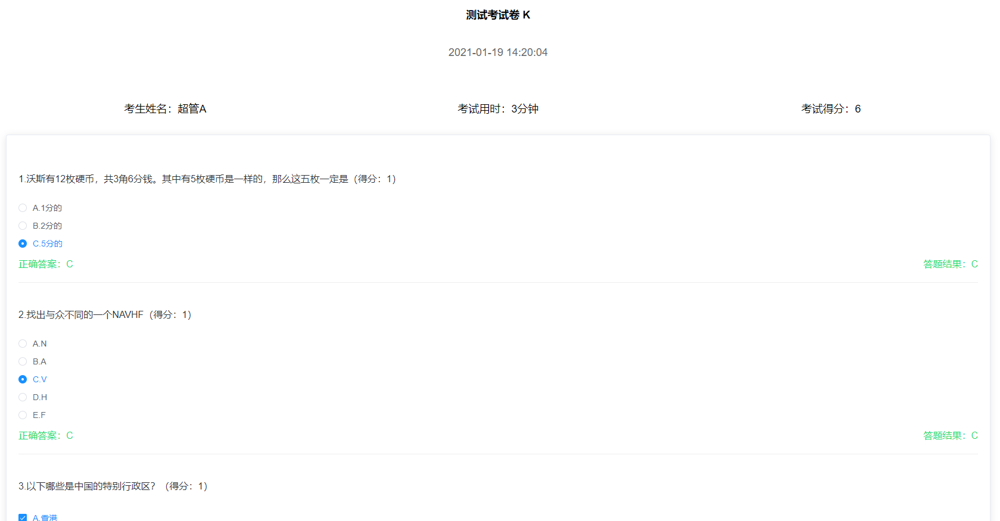 测试考试卷 K
2021-01-19 14:20:04
考生姓名：超管A
考试用时：3分钟
考试得分：6
1.沃斯有12枚硬币，共3角6分钱。其中有5枚硬币是一样的，那么这五枚一定是（得分：1）
A.1分的
B.2分的
C.5分的
正确答案：C
答题结果：C
2.找出与众不同的一个NAVHF（得分：1）
A.N
B.A
C.V
D.H
E.F
正确答案：C
答题结果：C
3.以下哪些是中国的特别行政区？（得分：1）
A.香港